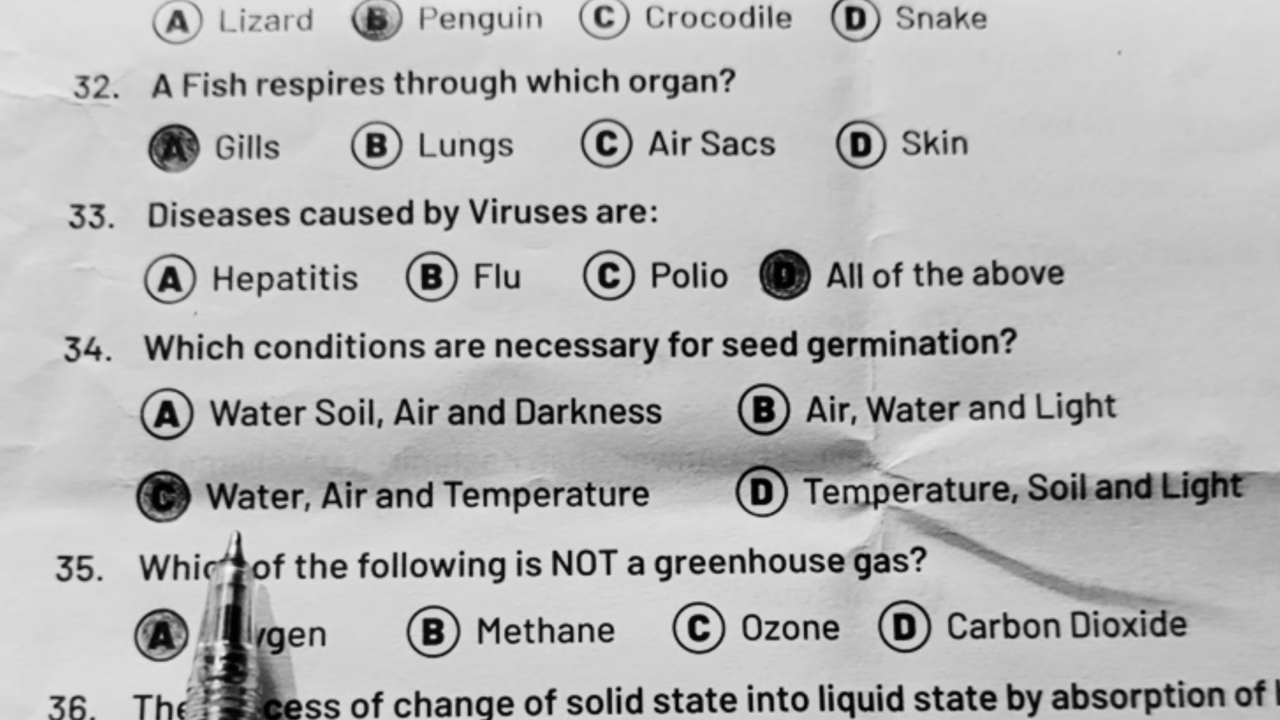 A Lizard B Penguin C Crocodile D Snake
32. A Fish respires through which organ?
A Gills B Lungs C Air Sacs D Skin
33. Diseases caused by Viruses are:
A Hepatitis B Flu C Polio D All of the above
34. Which conditions are necessary for seed germination?
A Water Soil, Air and Darkness B Air, Water and Light
C Water, Air and Temperature D Temperature, Soil and Light
35. of the following is NOT a greenhouse gas?
A B Methane C Ozone D Carbon Dioxide
36. of change of solid state into liquid state by absorption of